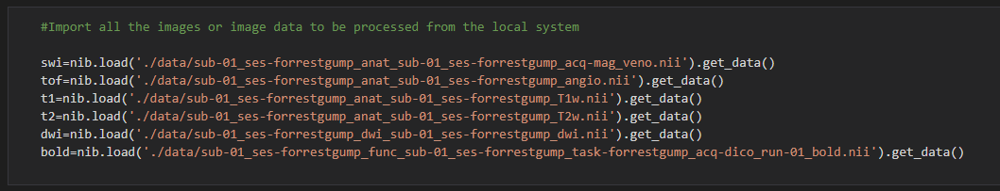 #Import all the images or image data to be processed from the local system
swi=nib.load('./data/sub-01_ses-forrestgump_anat_sub-01_ses-forrestgump_acq-mag_veno.nii').get_data()
tof=nib.load('./data/sub-01_ses-forrestgump_anat_sub-01_ses-forrestgump_angio.nii').get_data()
t1=nib.load('./data/sub-01_ses-forrestgump_anat_sub-01_ses-forrestgump_T1w.nii').get_data()
t2=nib.load('./data/sub-01_ses-forrestgump_anat_sub-01_ses-forrestgump_T2w.nii').get_data()
dwi=nib.load('./data/sub-01_ses-forrestgump_dwi_sub-01_ses-forrestgump_dwi.nii').get_data()
bold=nib.load('./data/sub-01_ses-forrestgump_func_sub-01_ses-forrestgump_task-forrestgump_acq-dico_run-01_bold.nii').get_data()